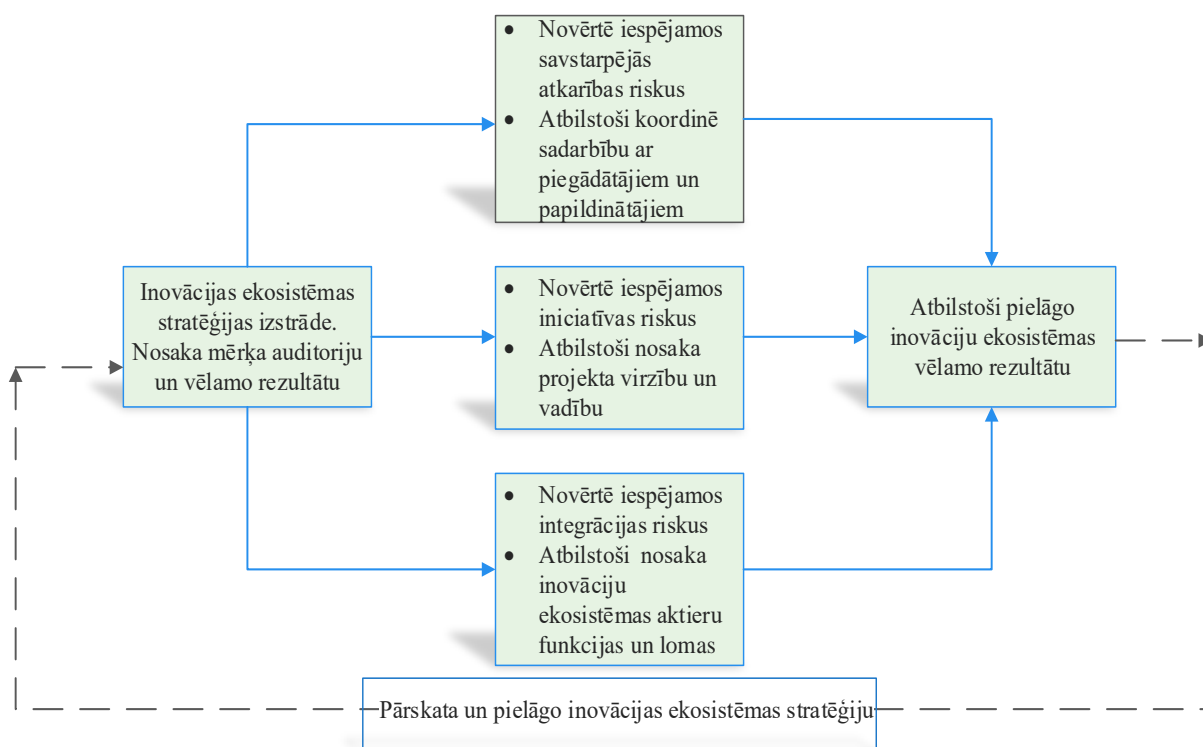 • Novērtē iespējamos
savstarpējās
atkarības riskus
• Atbilstoši koordinē
sadarbību ar
piegādātājiem un
papildinātājiem
Inovācijas ekosistēmas
stratēģijas izstrāde.
Nosaka mērķa auditoriju
un vēlamo rezultātu
• Novērtē iespējamos
iniciatīvas riskus
• Atbilstoši nosaka
projekta virzību un
vadību
Atbilstoši pielāgo
inovāciju ekosistēmas
vēlamo rezultātu
• Novērtē iespējamos
integrācijas riskus
• Atbilstoši nosaka
inovāciju
ekosistēmas aktieru
funkcijas un lomas
Pārskata un pielāgo inovācijas ekosistēmas stratēģiju